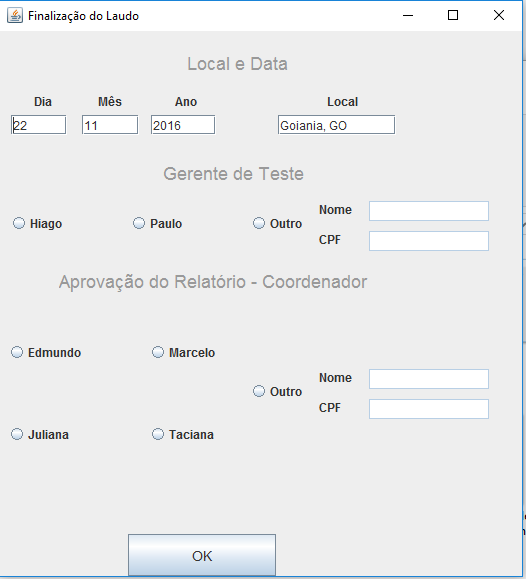 Finalização do Laudo
Local e Data
Dia Mês Ano Local
22 11 2016 Goiania, GO
Gerente de Teste
Hiago Paulo Outro Nome
CPF
Aprovação do Relatório - Coordenador
Edmundo Marcelo
Outro Nome
CPF
Juliana Taciana
OK